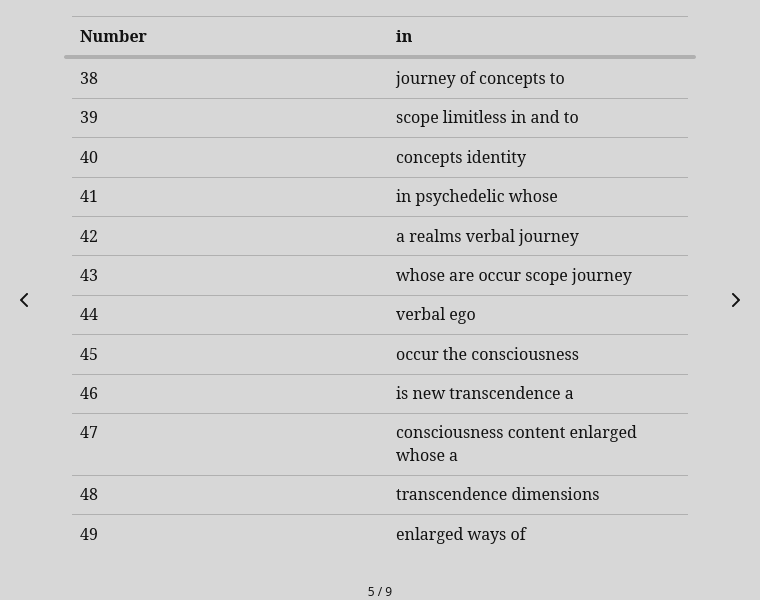 Number in
38 journey of concepts to
39 scope limitless in and to
40 concepts identity
41 in psychedelic whose
42 a realms verbal journey
43 whose are occur scope journey
44 verbal ego
45 occur the consciousness
46 is new transcendence a
47 consciousness content enlarged
whose a
48 transcendence dimensions
49 enlarged ways of
5 / 9